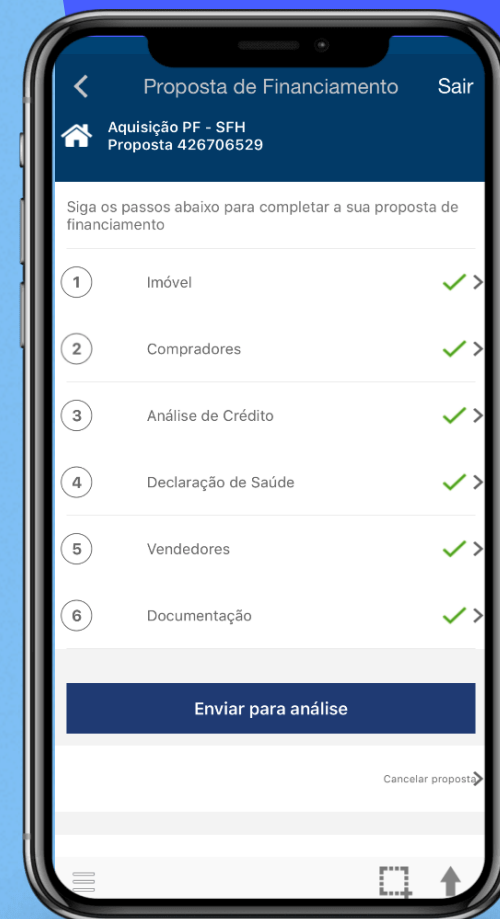 Proposta de Financiamento Sair
Aquisição PF - SFH
Proposta 426706529
Siga os passos abaixo para completar a sua proposta de
financiamento
1 Imóvel
2 Compradores
3 Análise de Crédito
4 Declaração de Saúde
5 Vendedores
6 Documentação
Enviar para análise
Cancelar proposta